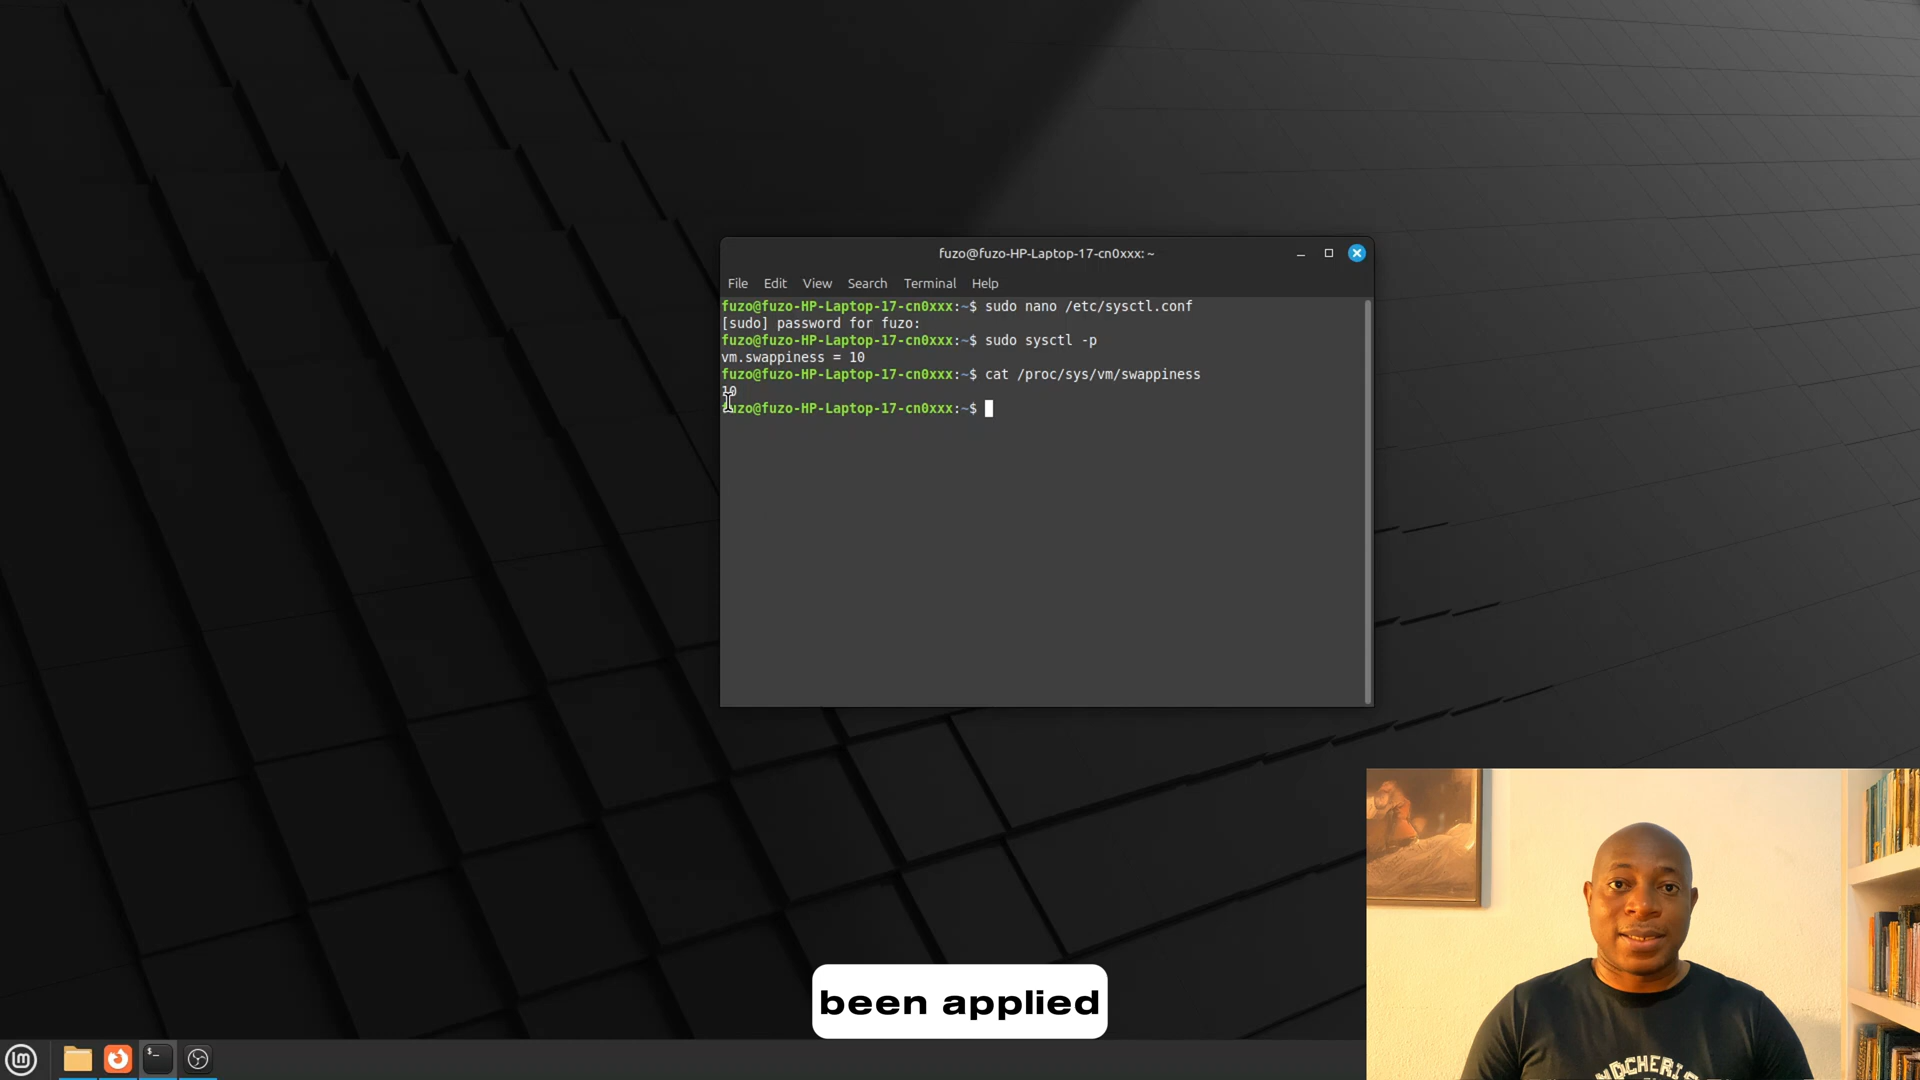 fuzo@fuzo-HP-Laptop-17-cn0xxx: ~
File Edit View Search Terminal Help
fuzo@fuzo-HP-Laptop-17-cn0xxx:~$ sudo nano /etc/sysctl.conf
[sudo] password for fuzo:
fuzo@fuzo-HP-Laptop-17-cn0xxx:~$ sudo sysctl -p
vm.swappiness = 10
fuzo@fuzo-HP-Laptop-17-cn0xxx:~$ cat /proc/sys/vm/swappiness
10
fuzo@fuzo-HP-Laptop-17-cn0xxx:~$
been applied